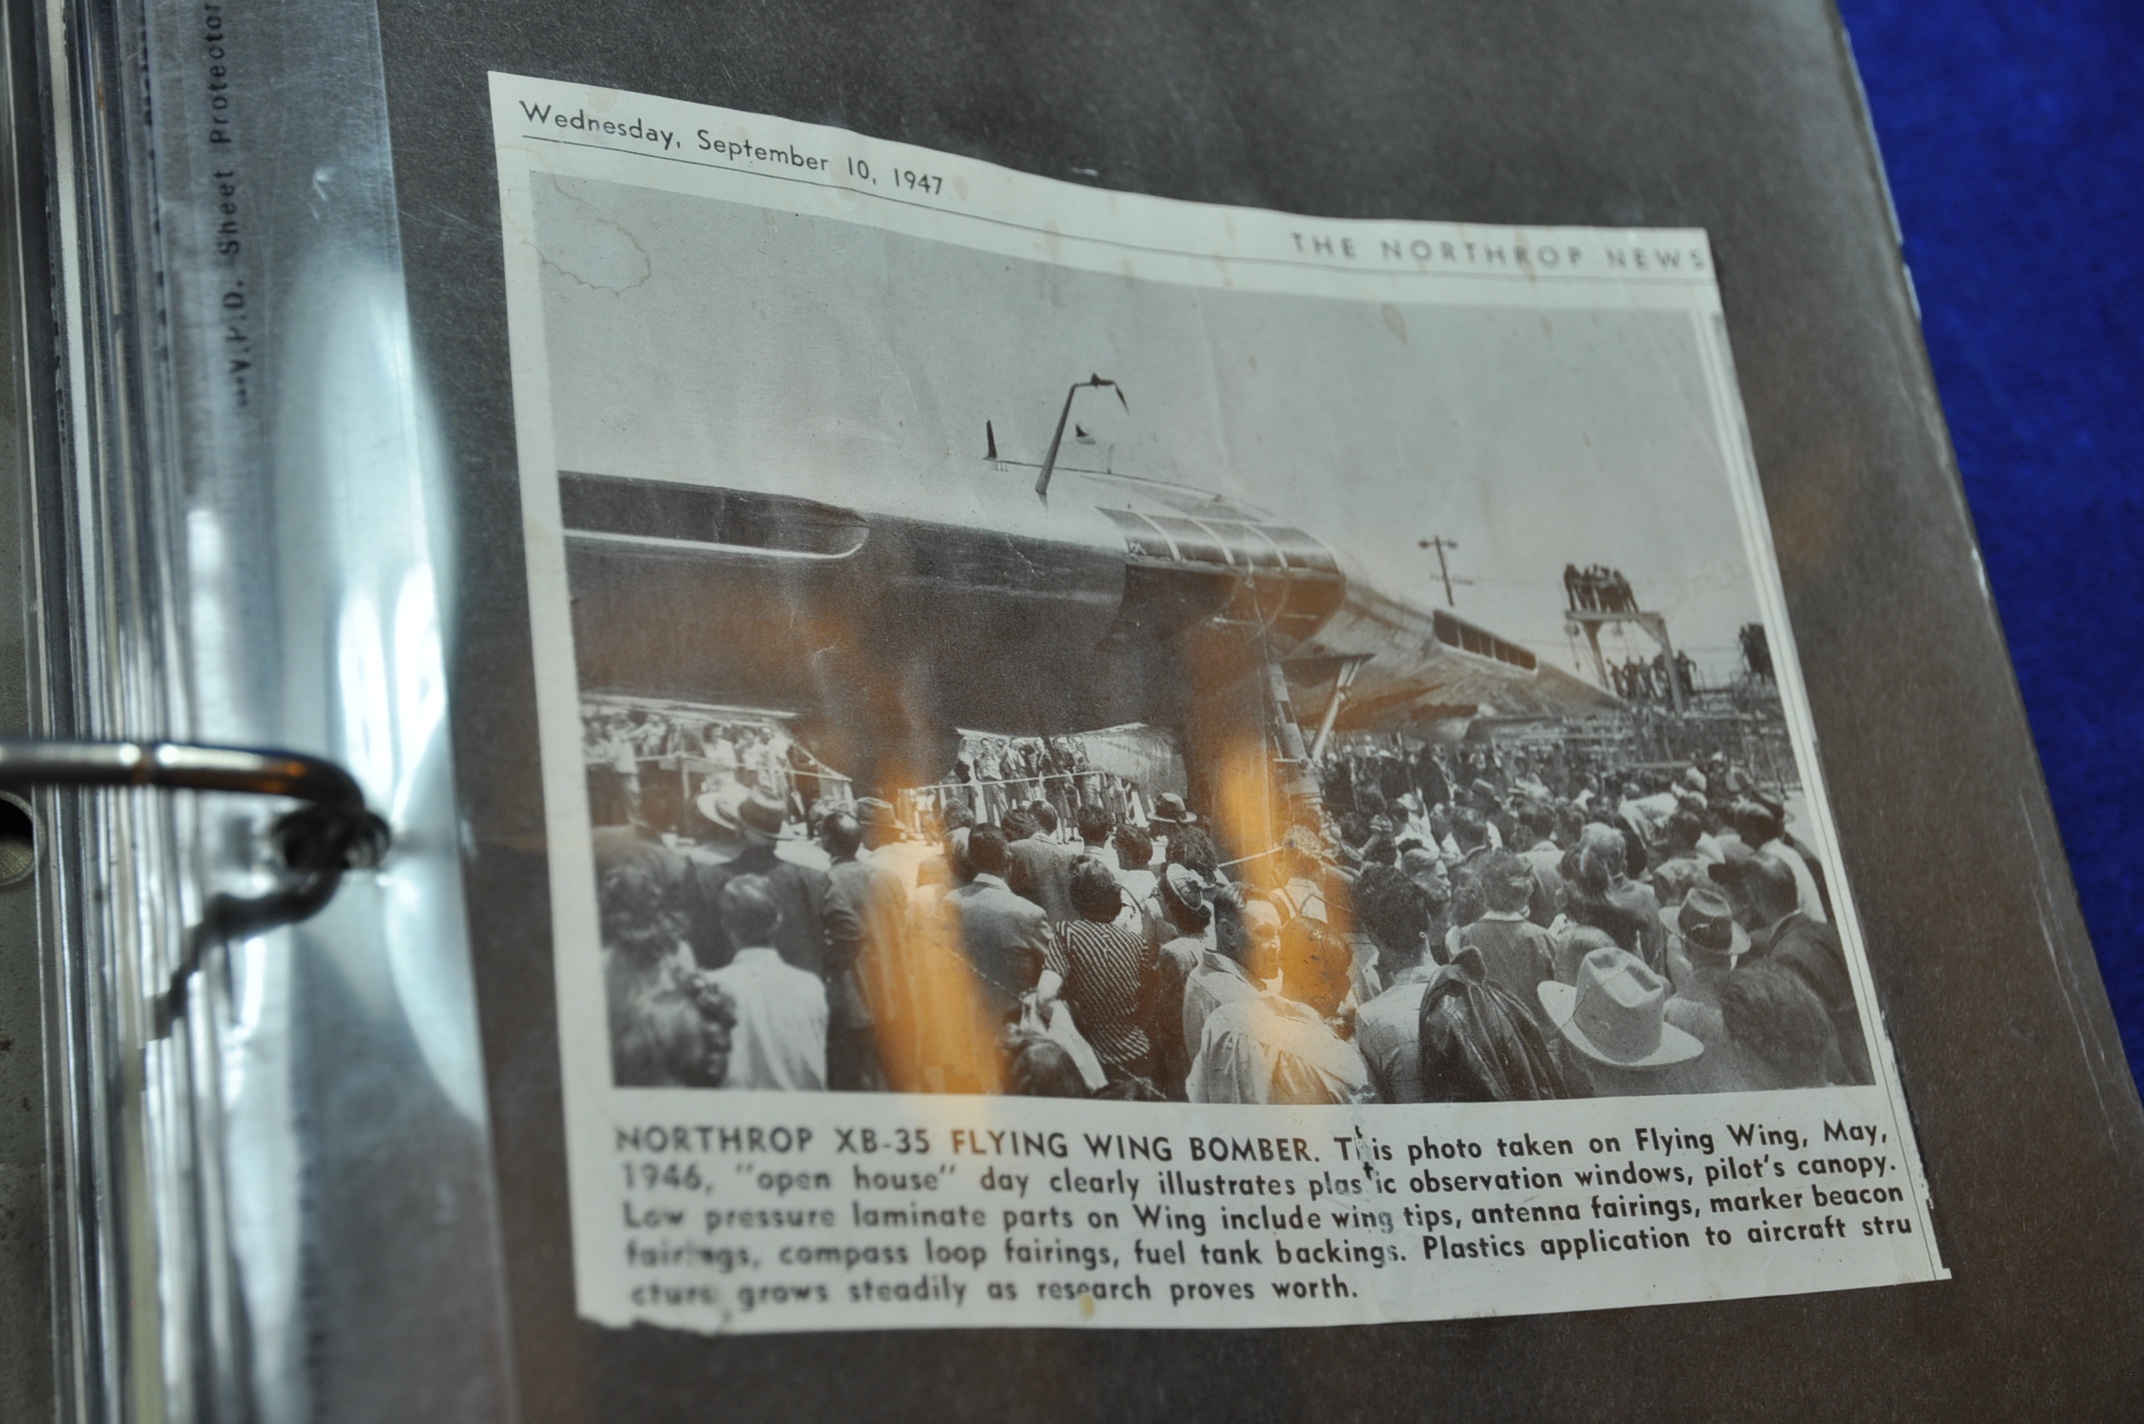 V.P.D. Sheet Protector
Wednesday, September 10, 1947
THE NORTHROP NEWS
NORTHROP XB-35 FLYING WING BOMBER. This photo taken on Flying Wing, May,
1946, "open house" day clearly illustrates plastic observation windows, pilot's canopy.
Low pressure laminate parts on Wing include wing tips, antenna fairings, marker beacon
fairings, compass loop fairings, fuel tank backings. Plastics application to aircraft stru
cture grows steadily as research proves worth.